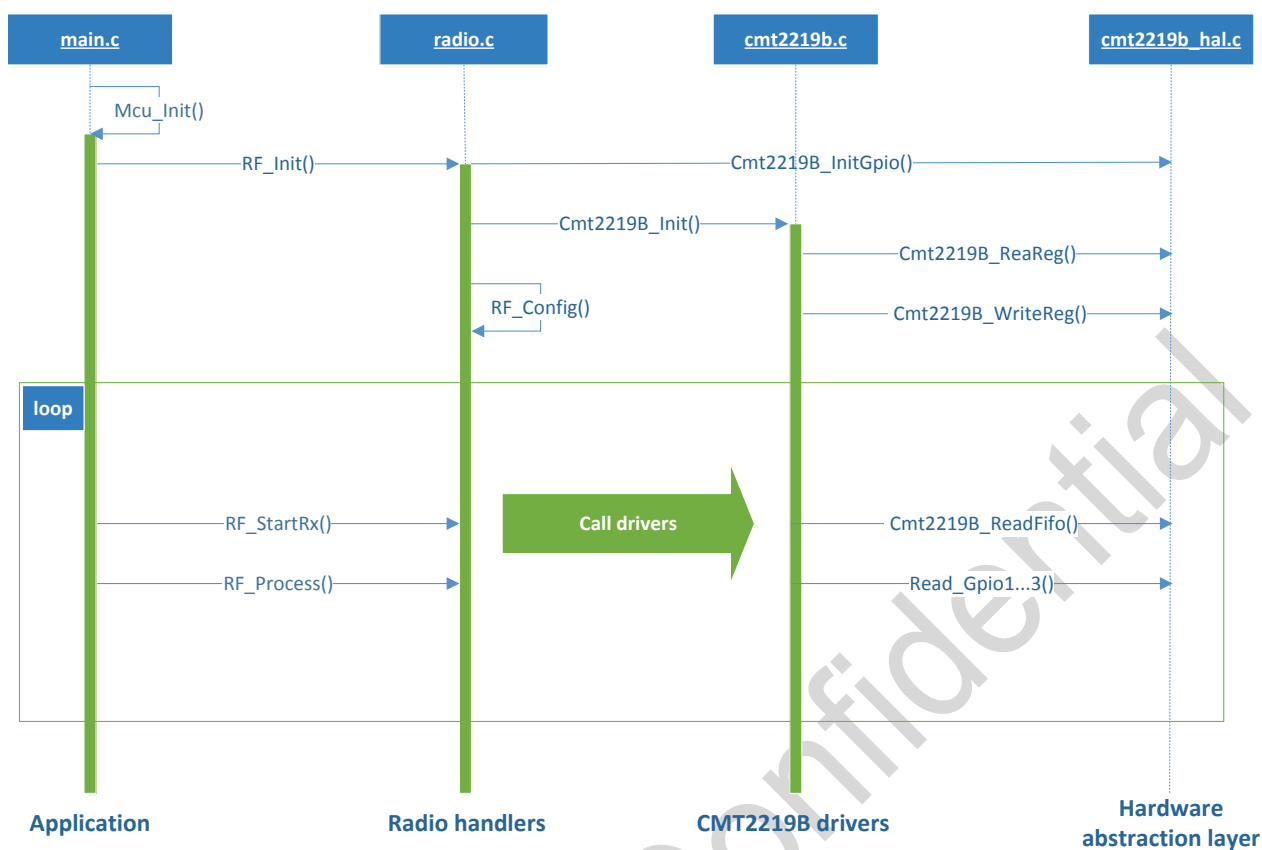 main.c
radio.c
cmt2219b.c
cmt2219b_hal.c
Mcu_Init()
RF_Init()
Cmt2219B_InitGpio()
Cmt2219B_Init()
Cmt2219B_ReaReg()
RF_Config()
Cmt2219B_WriteReg()
loop
RF_StartRx()
Call drivers
Cmt2219B_ReadFifo()
RF_Process()
Read_Gpio1...3()
Application
Radio handlers
CMT2219B drivers
Hardware
abstraction layer